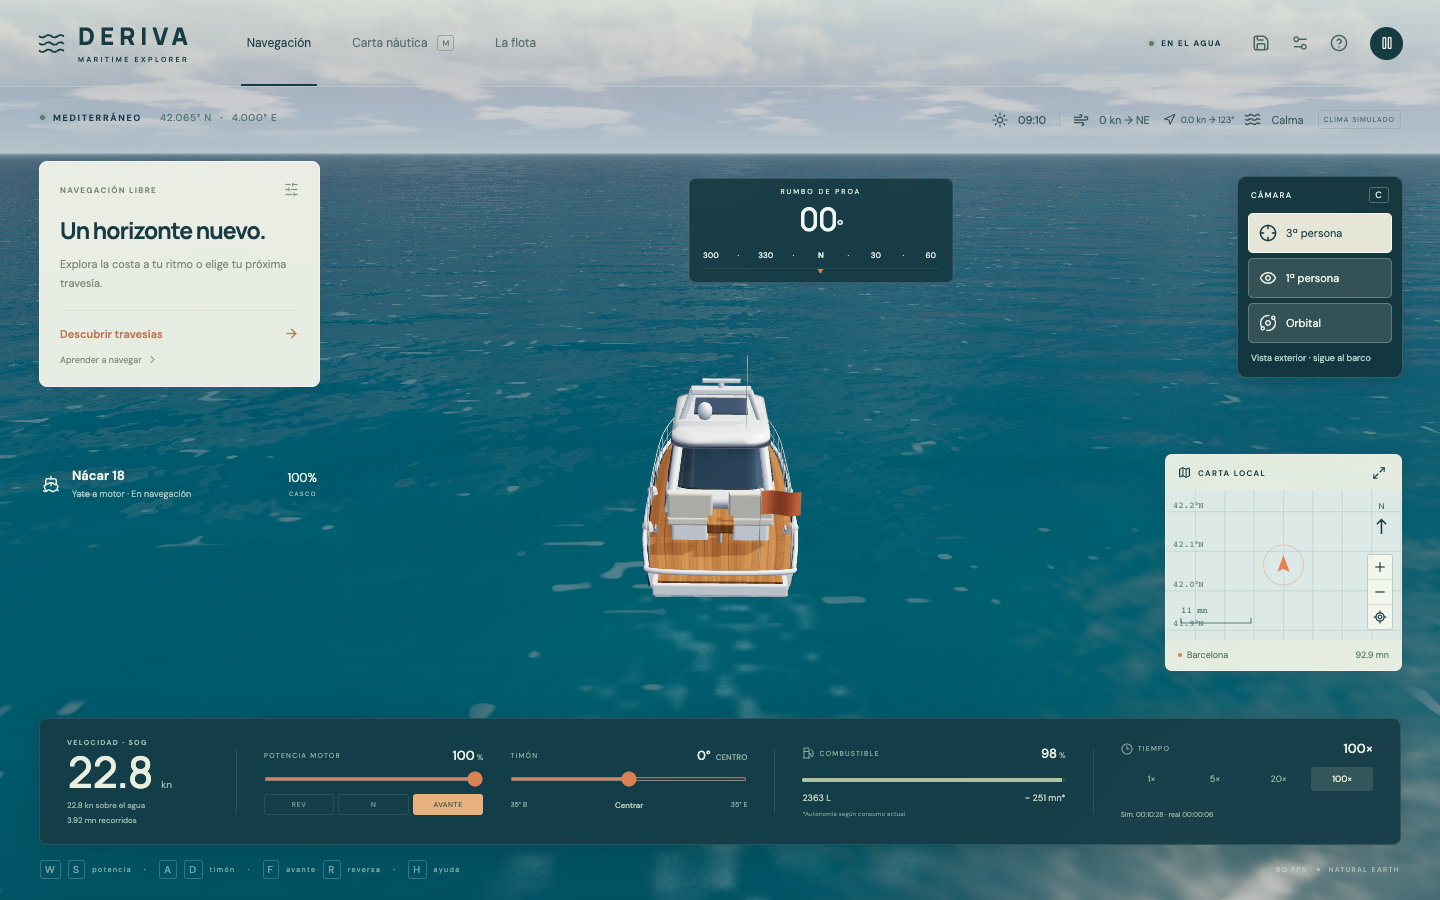 DERIVA
MARITIME EXPLORER
Navegación
Carta náutica M
La flota
EN EL AGUA
MEDITERRÁNEO 42.065° N · 4.000° E
09:10
0 kn → NE
0.0 kn → 123°
Calma
CLIMA SIMULADO
NAVEGACIÓN LIBRE
Un horizonte nuevo.
Explora la costa a tu ritmo o elige tu próxima
travesía.
Descubrir travesías
Aprender a navegar
RUMBO DE PROA
00°
300 · 330 · N · 30 · 60
CÁMARA C
3ª persona
1ª persona
Orbital
Vista exterior · sigue al barco
Nácar 18
Yate a motor · En navegación
100%
CASCO
CARTA LOCAL
42.2°N
42.1°N
42.0°N
41.9°N
11 mn
N
Barcelona 92.9 mn
VELOCIDAD · SOG
22.8 kn
22.8 kn sobre el agua
3.92 mn recorridos
POTENCIA MOTOR 100 %
REV N AVANTE
TIMÓN 0° CENTRO
35° B Centrar 35° E
COMBUSTIBLE 98 %
2363 L ~ 251 mn*
*Autonomía según consumo actual
TIEMPO 100×
1× 5× 20× 100×
Sim. 00:10:28 · real 00:00:06
W S potencia · A D timón · F avante R reversa · H ayuda
60 FPS NATURAL EARTH